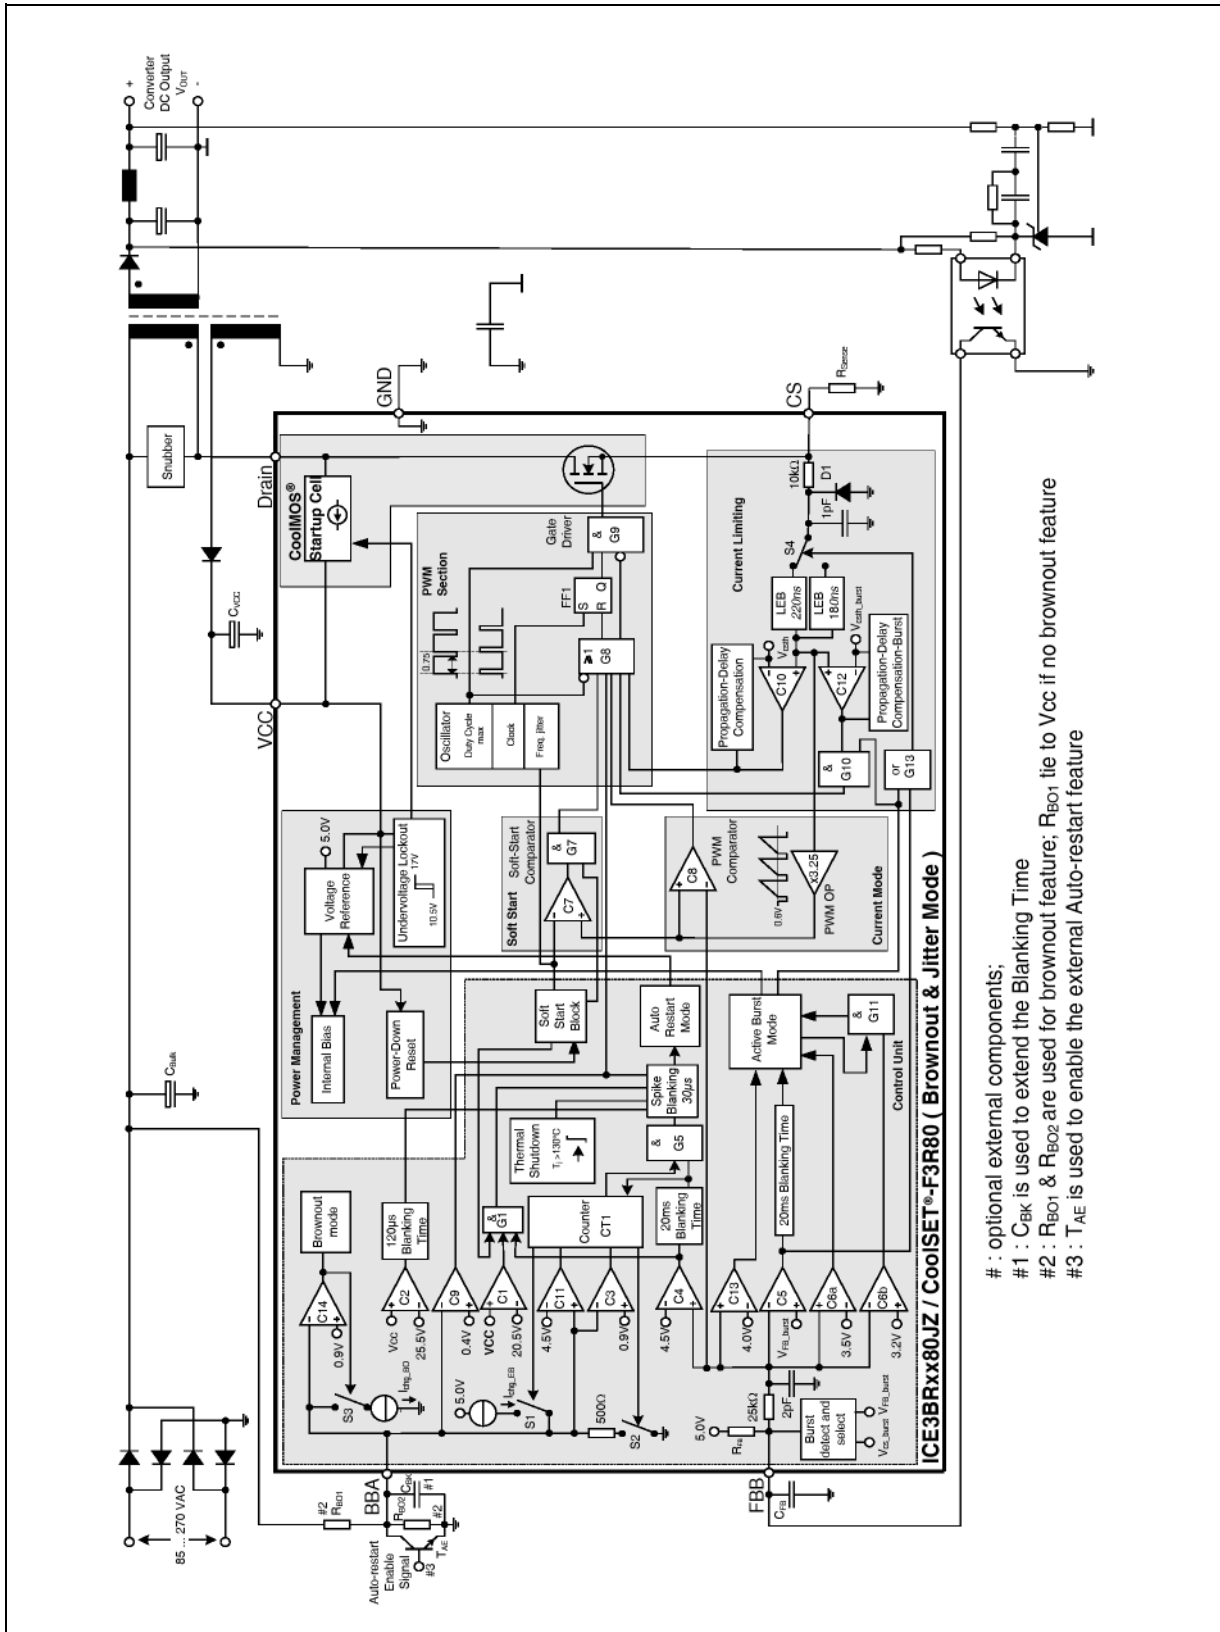 85 ... 270 VAC
C_Bulk
Snubber
C_VCC
+
Converter
DC Output
V_OUT
-
#2
R_BO1
Auto-restart
Enable
Signal
#3
T_AE
R_BO2
#2
C_BK
#1
BBA
VCC
Drain
GND
CS
R_Sense
FBB
C_FB
Power Management
Internal Bias
Voltage
Reference
5.0V
Undervoltage Lockout
17V
10.5V
Power-Down
Reset
CoolMOS®
Startup Cell
PWM
Section
0.75
Oscillator
Duty Cycle
max
Clock
Freq. jitter
≥1
G8
FF1
S
R
Q
Gate
Driver
&
G9
Soft Start
Soft-Start
Comparator
C7
&
G7
Soft
Start
Block
Brownout
mode
C14
0.9V
S3
I_chg_BO
120µs
Blanking
Time
C2
Vcc
25.5V
C9
0.4V
&
G1
C1
VCC
20.5V
5.0V
I_chg_EB
S1
C11
4.5V
C3
0.9V
500Ω
S2
Counter
CT1
Thermal
Shutdown
Tj >130°C
&
G5
Spike
Blanking
30µs
Auto
Restart
Mode
20ms
Blanking
Time
C4
4.5V
C13
4.0V
C5
V_FB_burst
C6a
3.5V
C6b
3.2V
20ms Blanking Time
Active Burst
Mode
&
G11
Control Unit
5.0V
R_FB
25kΩ
2pF
Burst
detect and
select
V_FB_burst
V_cs_burst
C8
PWM
Comparator
0.6V
x3.25
PWM OP
Current Mode
Current Limiting
Propagation-Delay
Compensation
V_csth
C10
C12
V_csth_burst
Propagation-Delay
Compensation-Burst
LEB
220ns
LEB
180ns
S4
1pF
10kΩ
D1
&
G10
or
G13
ICE3BRxx80JZ / CoolSET®-F3R80 ( Brownout & Jitter Mode )
# : optional external components;
#1 : C_BK is used to extend the Blanking Time
#2 : R_BO1 & R_BO2 are used for brownout feature; R_BO1 tie to Vcc if no brownout feature
#3 : T_AE is used to enable the external Auto-restart feature